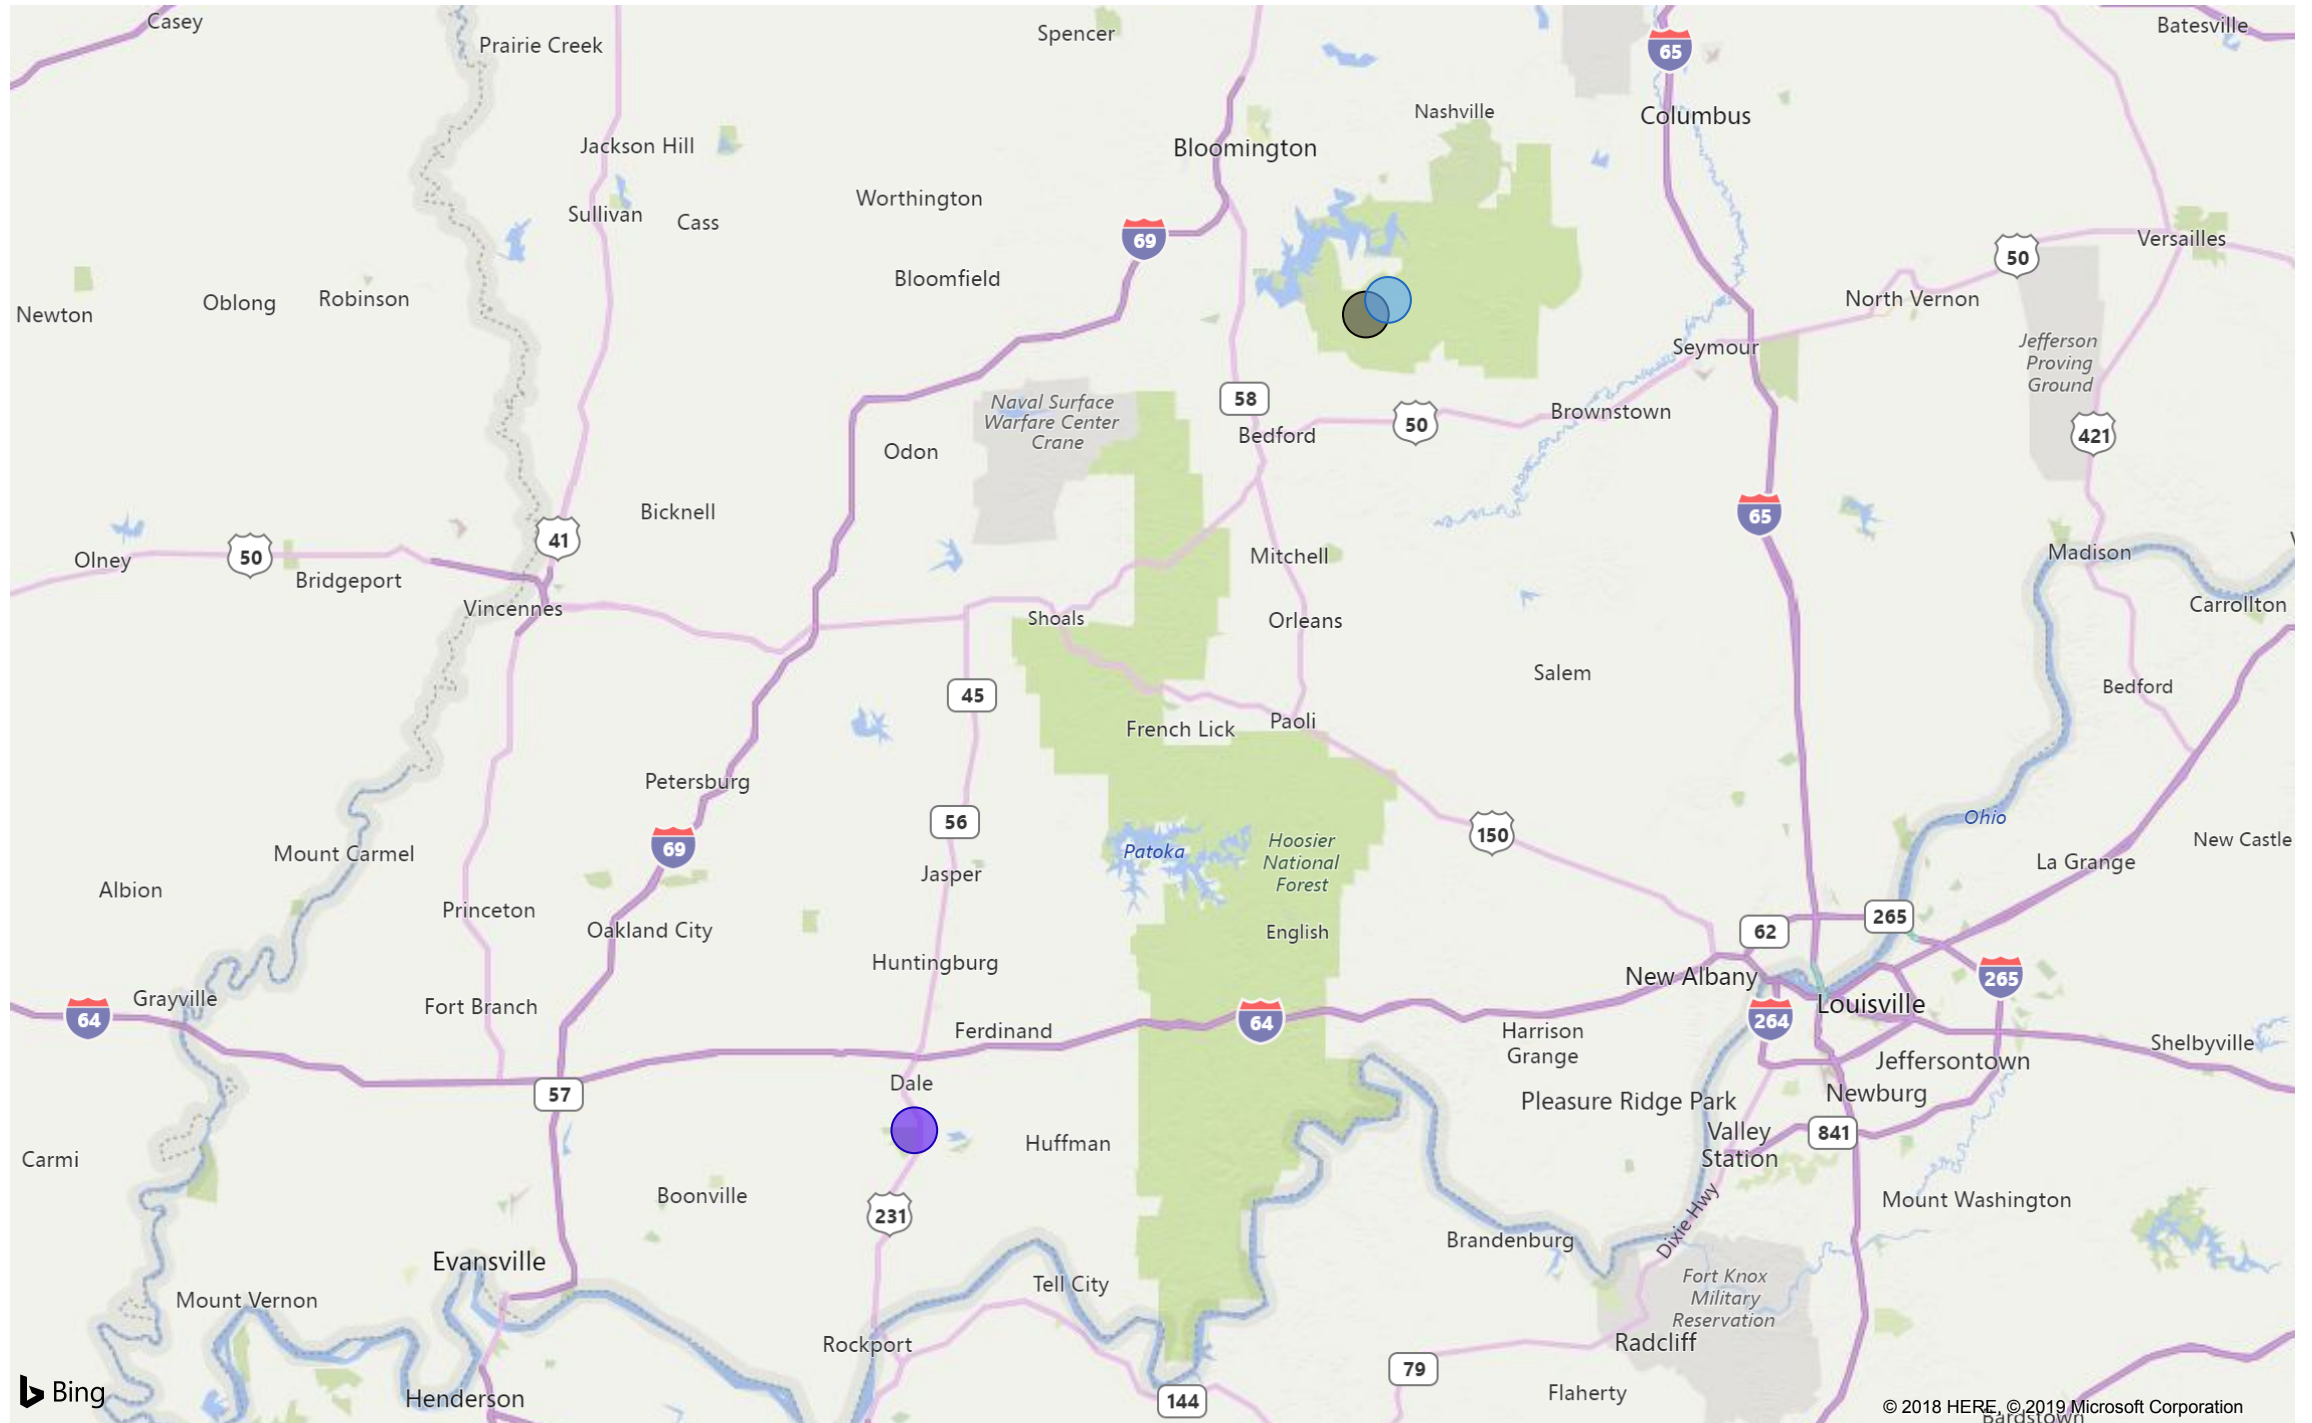 Casey
Prairie Creek
Spencer
65
Batesville
Nashville
Columbus
Jackson Hill
Bloomington
Worthington
Sullivan
Cass
69
50
Versailles
Bloomfield
Newton
Oblong
Robinson
North Vernon
Seymour
Jefferson
Proving
Ground
58
Naval Surface
Warfare Center
Crane
50
Brownstown
Bedford
421
Odon
Bicknell
65
41
Olney
50
Bridgeport
Mitchell
Madison
Vincennes
Shoals
Orleans
Carrollton
Salem
45
Bedford
French Lick
Paoli
Petersburg
56
150
Ohio
69
Mount Carmel
Patoka
Hoosier
National
Forest
New Castle
La Grange
Albion
Jasper
Princeton
Oakland City
English
62
265
Huntingburg
New Albany
265
Grayville
Fort Branch
Louisville
64
64
264
Ferdinand
Harrison
Grange
Shelbyville
Jeffersontown
Dale
57
Pleasure Ridge Park
Newburg
Huffman
Valley
Station
841
Carmi
Boonville
Mount Washington
231
Dixie Hwy
Brandenburg
Evansville
Tell City
Fort Knox
Military
Reservation
Mount Vernon
Rockport
Radcliff
79
Bing
Henderson
144
Flaherty
© 2018 HERE, © 2019 Microsoft Corporation
Bardstown